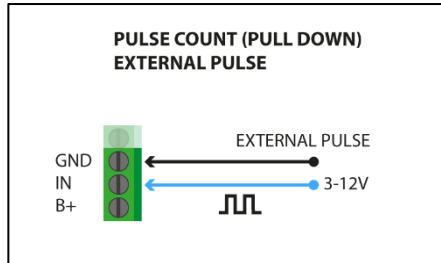 PULSE COUNT (PULL DOWN)
EXTERNAL PULSE
EXTERNAL PULSE
GND
IN
3-12V
B+